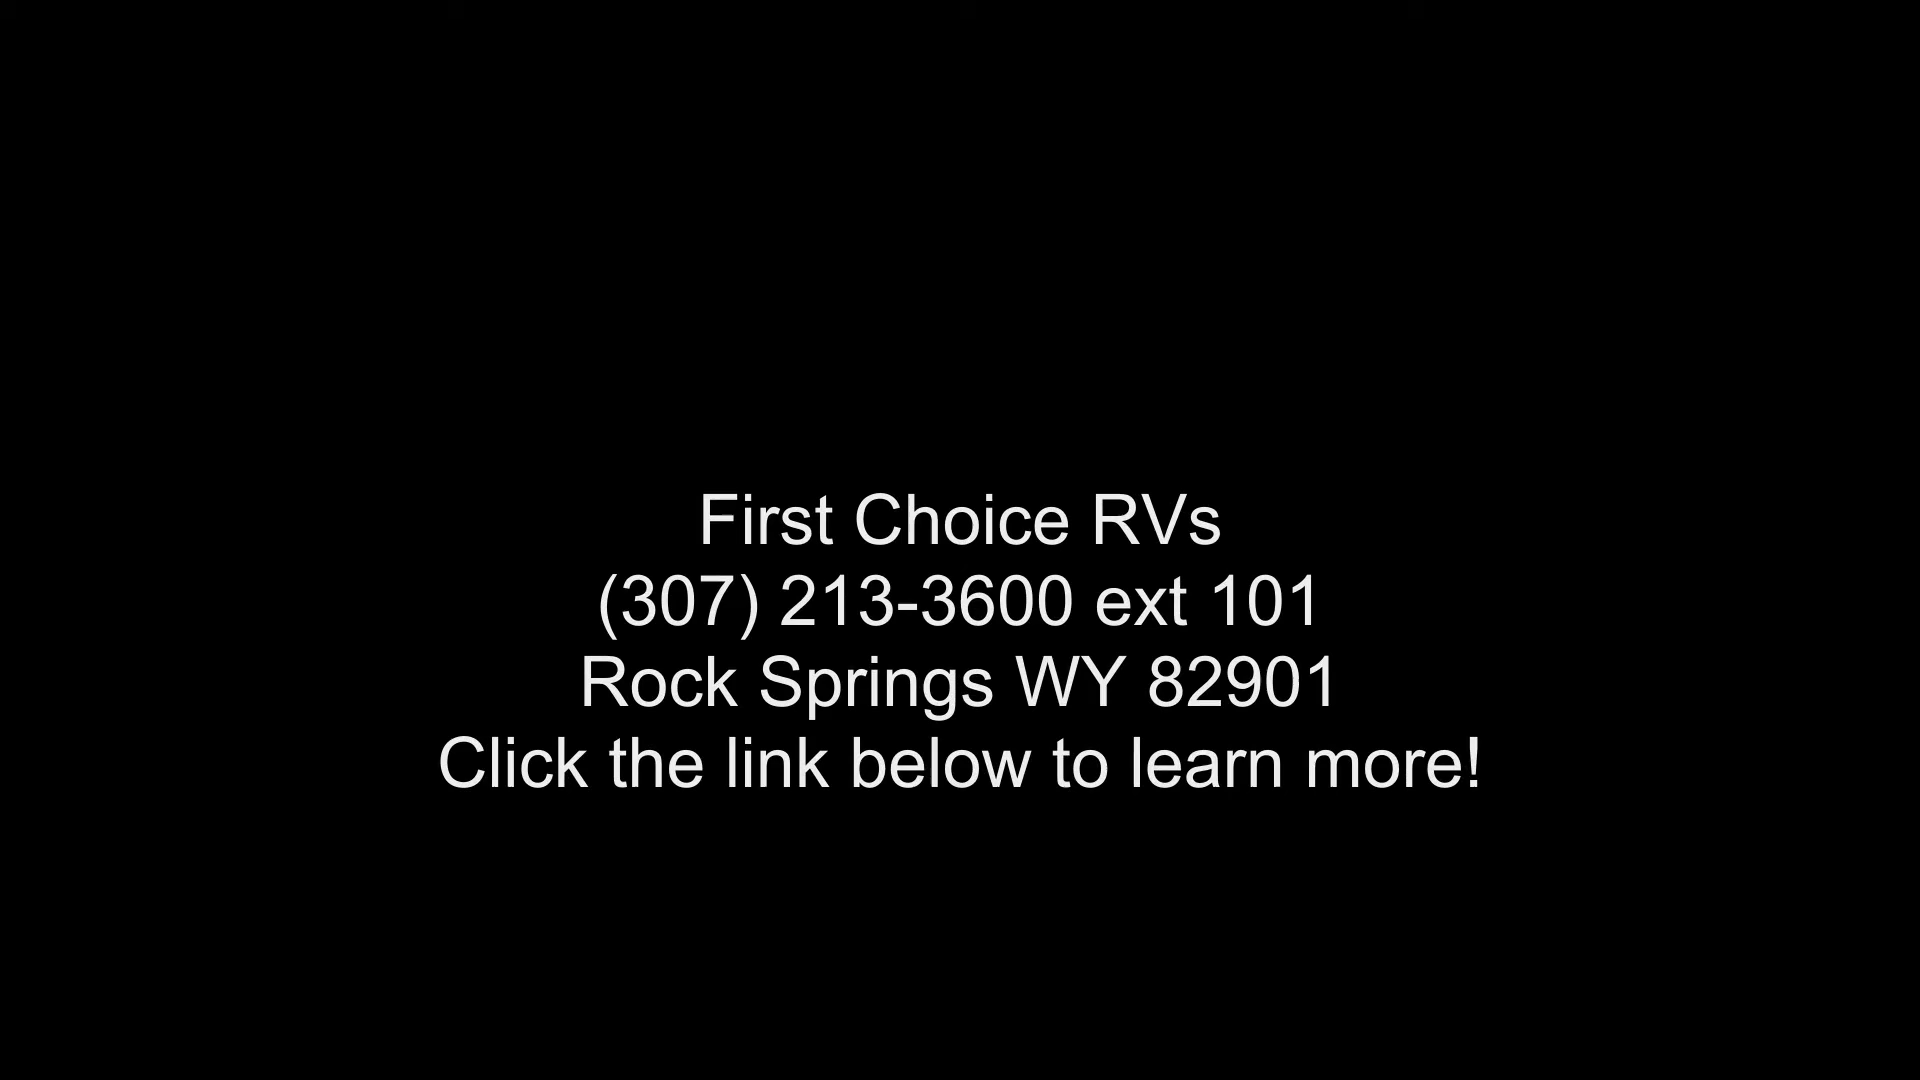 First Choice RVs
(307) 213-3600 ext 101
Rock Springs WY 82901
Click the link below to learn more!